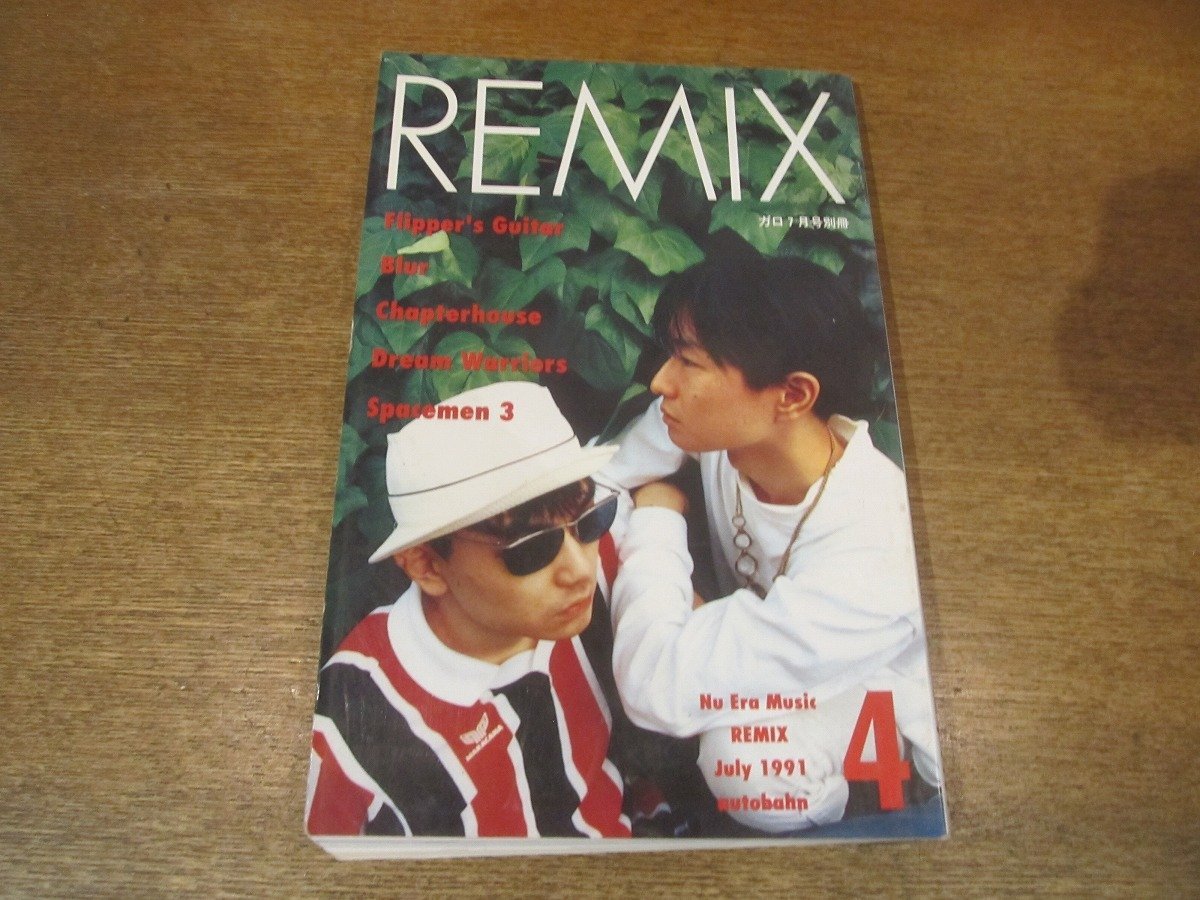 REMIX
ガロ7月号別冊
Flipper's Guitar
Blur
Chapterhouse
Dream Warriors
Spacemen 3
Nu Era Music
REMIX
July 1991
autobahn
4